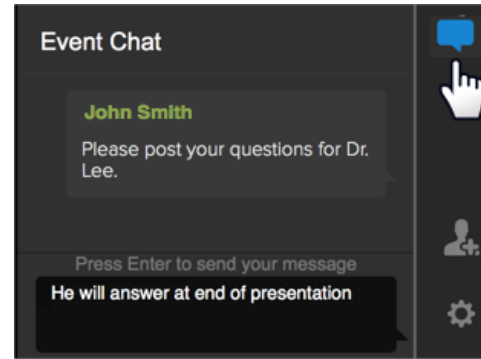 Event Chat
John Smith
Please post your questions for Dr.
Lee.
Press Enter to send your message
He will answer at end of presentation